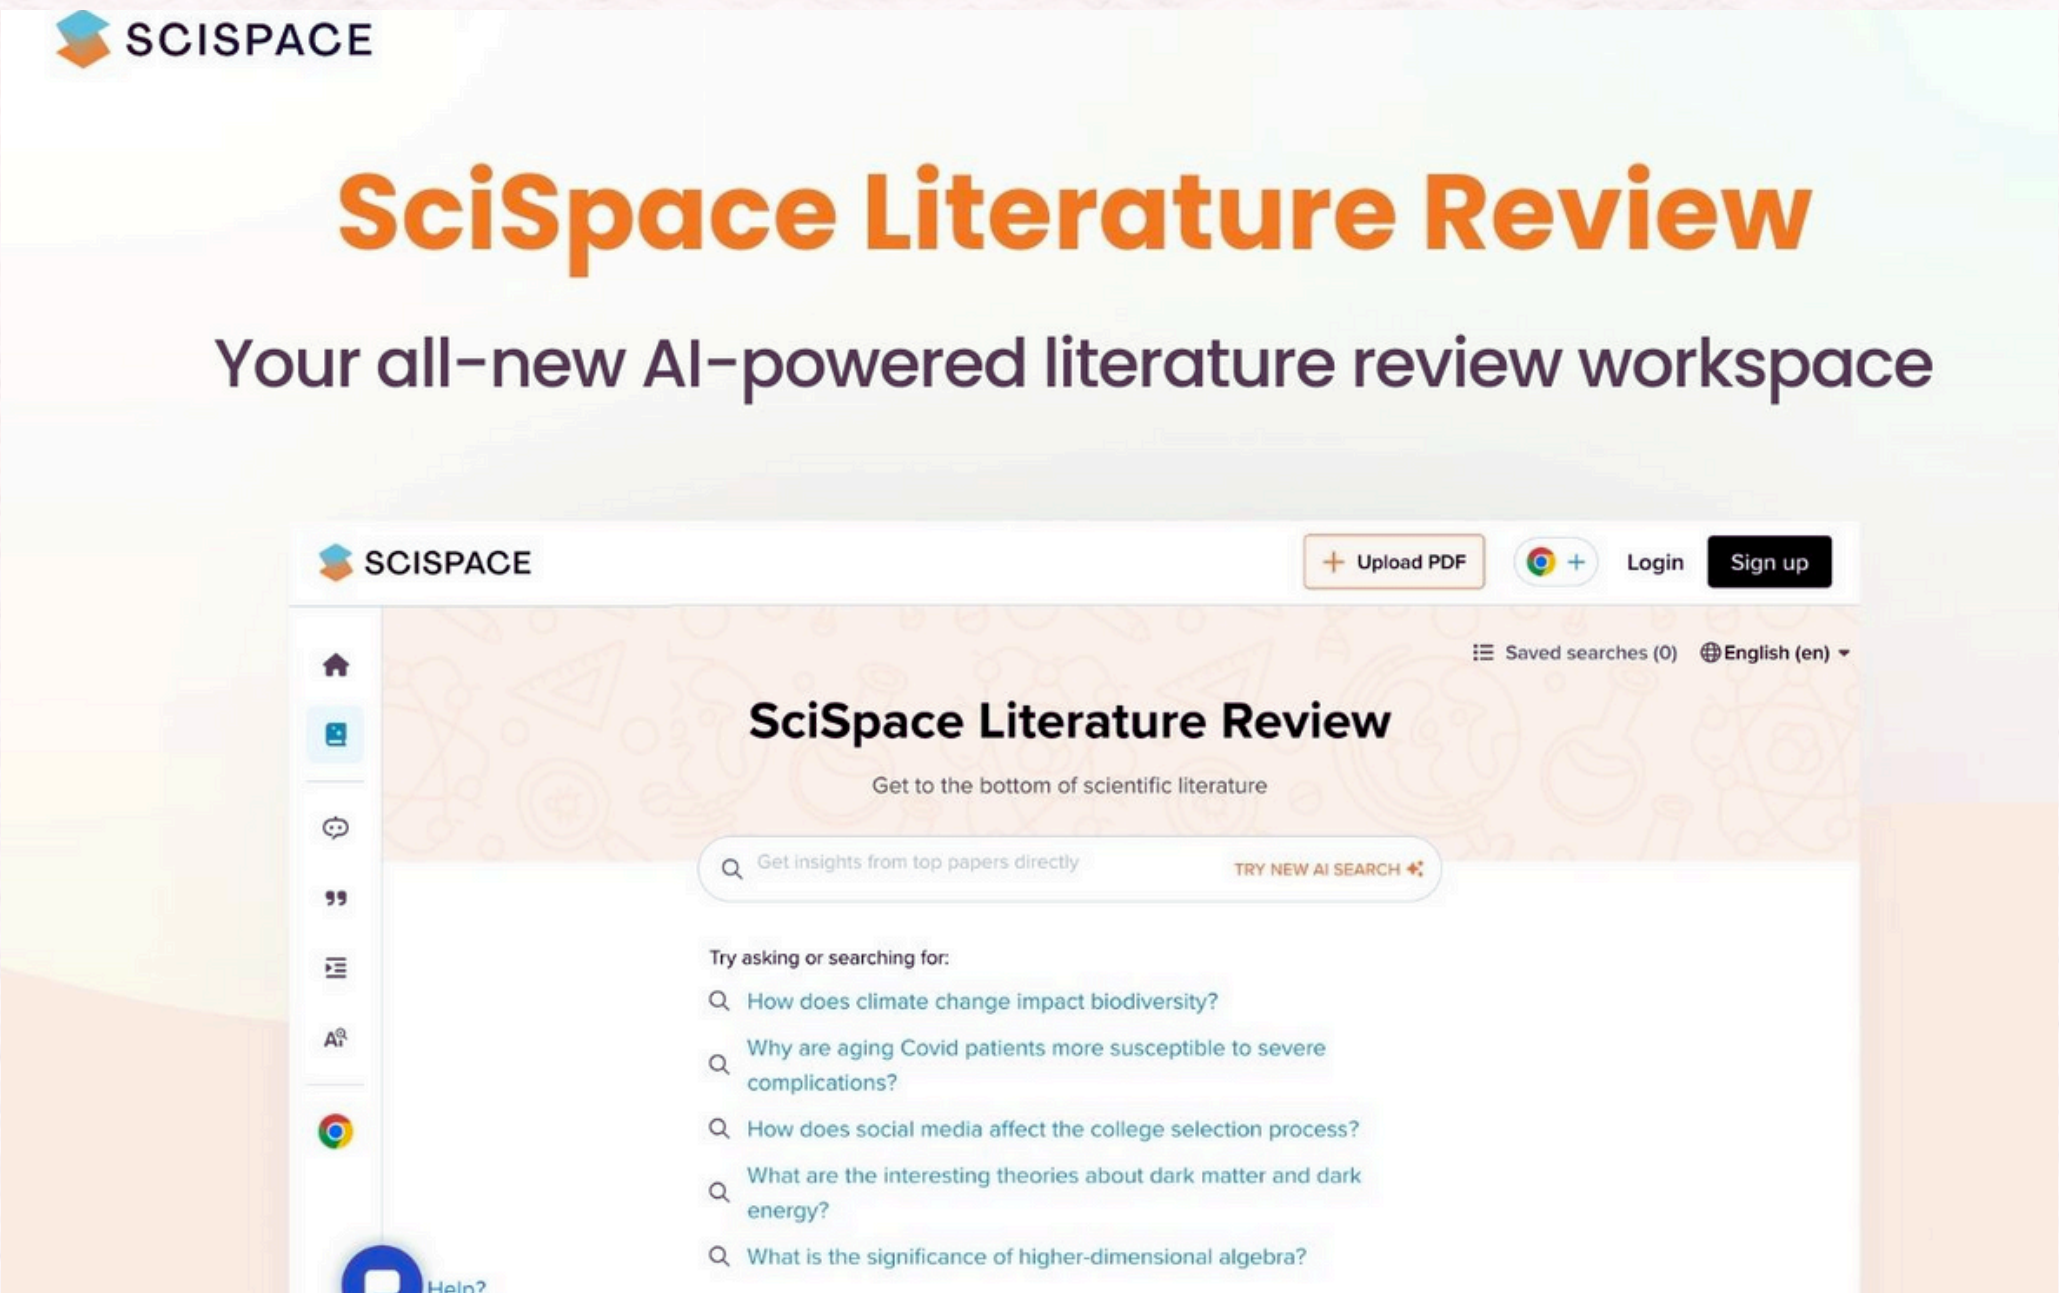 SCISPACE
SciSpace Literature Review
Your all-new AI-powered literature review workspace
SCISPACE
+ Upload PDF
+
Login
Sign up
Saved searches (0)
English (en)
SciSpace Literature Review
Get to the bottom of scientific literature
Get insights from top papers directly
TRY NEW AI SEARCH
Try asking or searching for:
How does climate change impact biodiversity?
Why are aging Covid patients more susceptible to severe
complications?
How does social media affect the college selection process?
What are the interesting theories about dark matter and dark
energy?
What is the significance of higher-dimensional algebra?
Help?